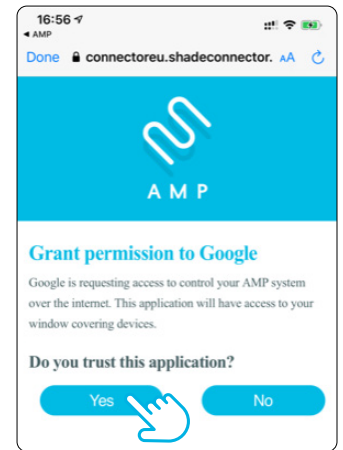 16:56
AMP
Done connectoreu.shadeconnector. AA
AMP
Grant permission to Google
Google is requesting access to control your AMP system
over the internet. This application will have access to your
window covering devices.
Do you trust this application?
Yes No